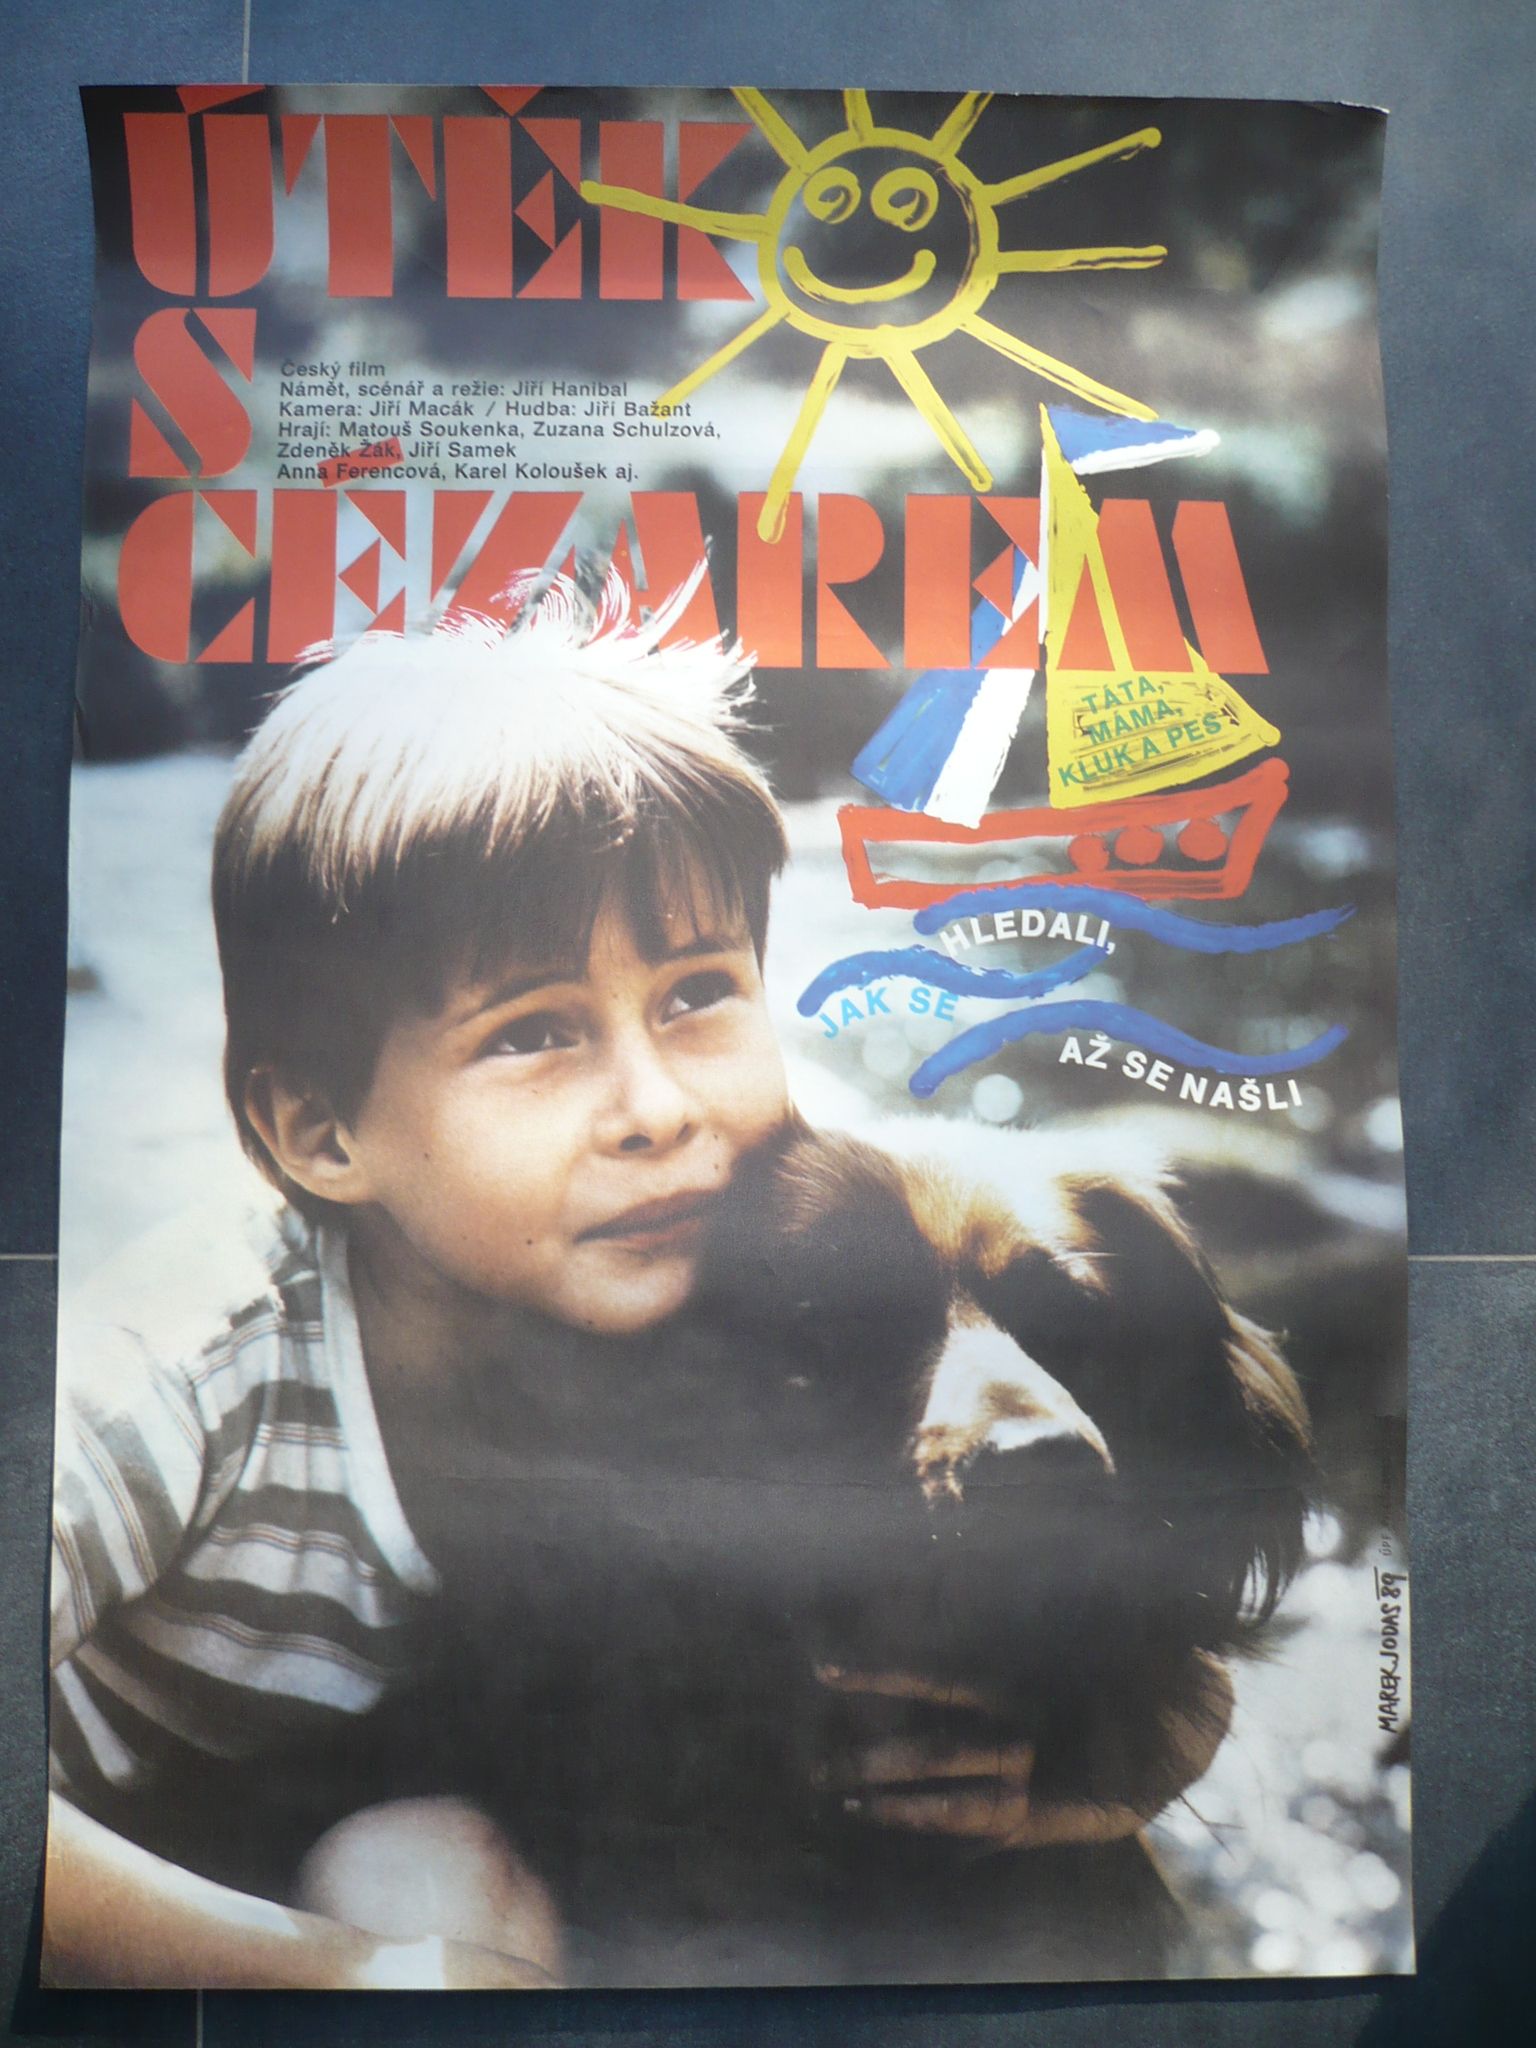 ÚTĚK
S
CÉZAREM
Český film
Námět, scénář a režie: Jiří Hanibal
Kamera: Jiří Macák / Hudba: Jiří Bažant
Hrají: Matouš Soukenka, Zuzana Schulzová,
Zdeněk Žák, Jiří Samek
Anna Ferencová, Karel Koloušek aj.
TÁTA,
MÁMA,
KLUK A PES
HLEDALI,
JAK SE
AŽ SE NAŠLI
MAREK JODAS 89
ÚPF